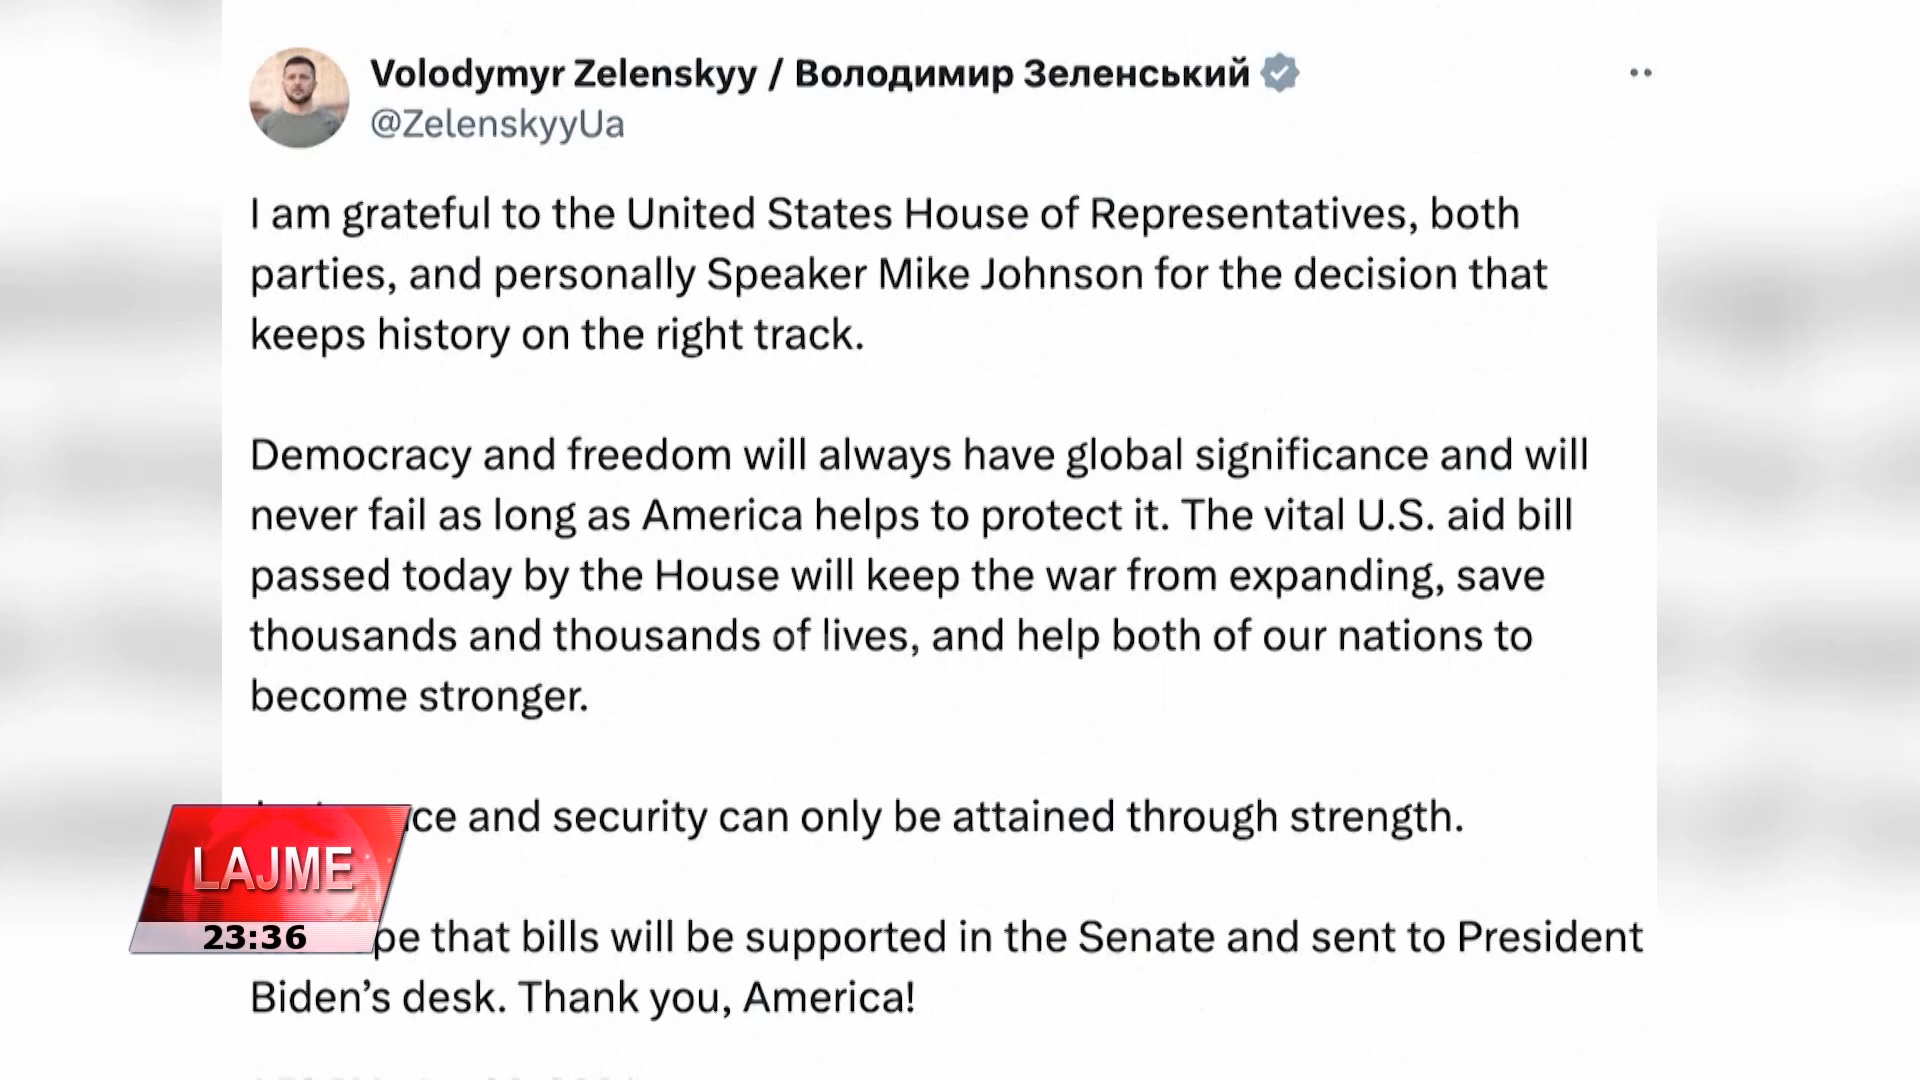 Volodymyr Zelenskyy / Володимир Зеленський
@ZelenskyyUa
I am grateful to the United States House of Representatives, both
parties, and personally Speaker Mike Johnson for the decision that
keeps history on the right track.
Democracy and freedom will always have global significance and will
never fail as long as America helps to protect it. The vital U.S. aid bill
passed today by the House will keep the war from expanding, save
thousands and thousands of lives, and help both of our nations to
become stronger.
and security can only be attained through strength.
LAJME
23:36
that bills will be supported in the Senate and sent to President
Biden’s desk. Thank you, America!